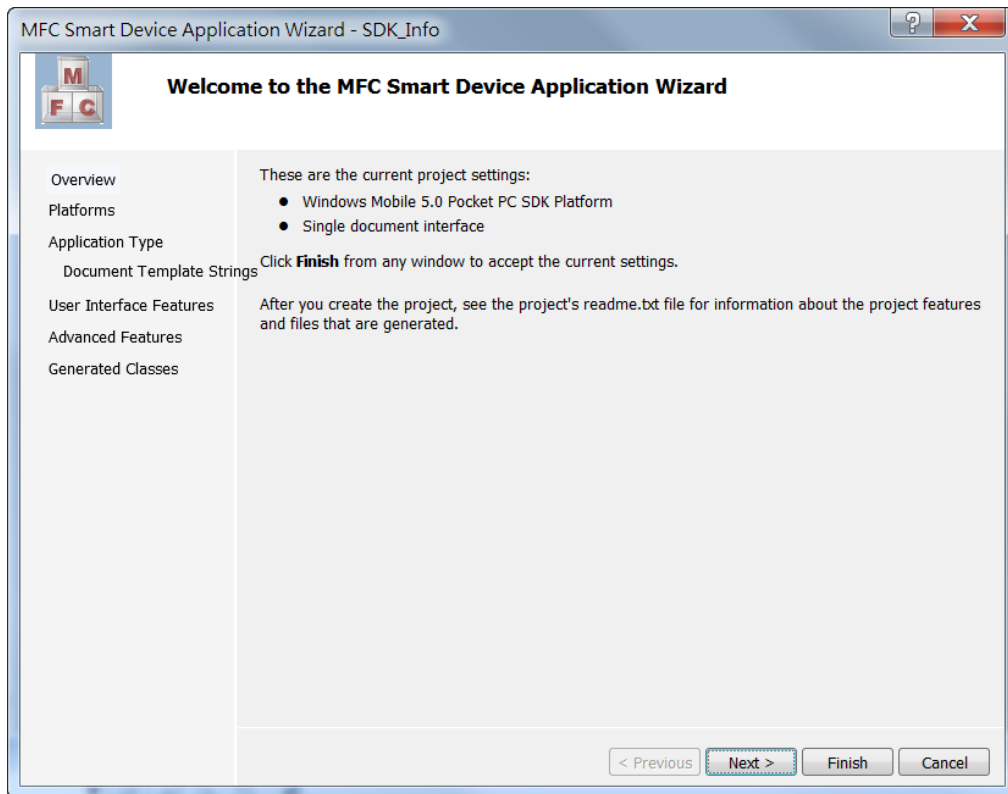 MFC Smart Device Application Wizard - SDK_Info
M
F C
Welcome to the MFC Smart Device Application Wizard
Overview
Platforms
Application Type
Document Template Strings
User Interface Features
Advanced Features
Generated Classes
These are the current project settings:
● Windows Mobile 5.0 Pocket PC SDK Platform
● Single document interface
Click Finish from any window to accept the current settings.
After you create the project, see the project's readme.txt file for information about the project features
and files that are generated.
< Previous Next > Finish Cancel